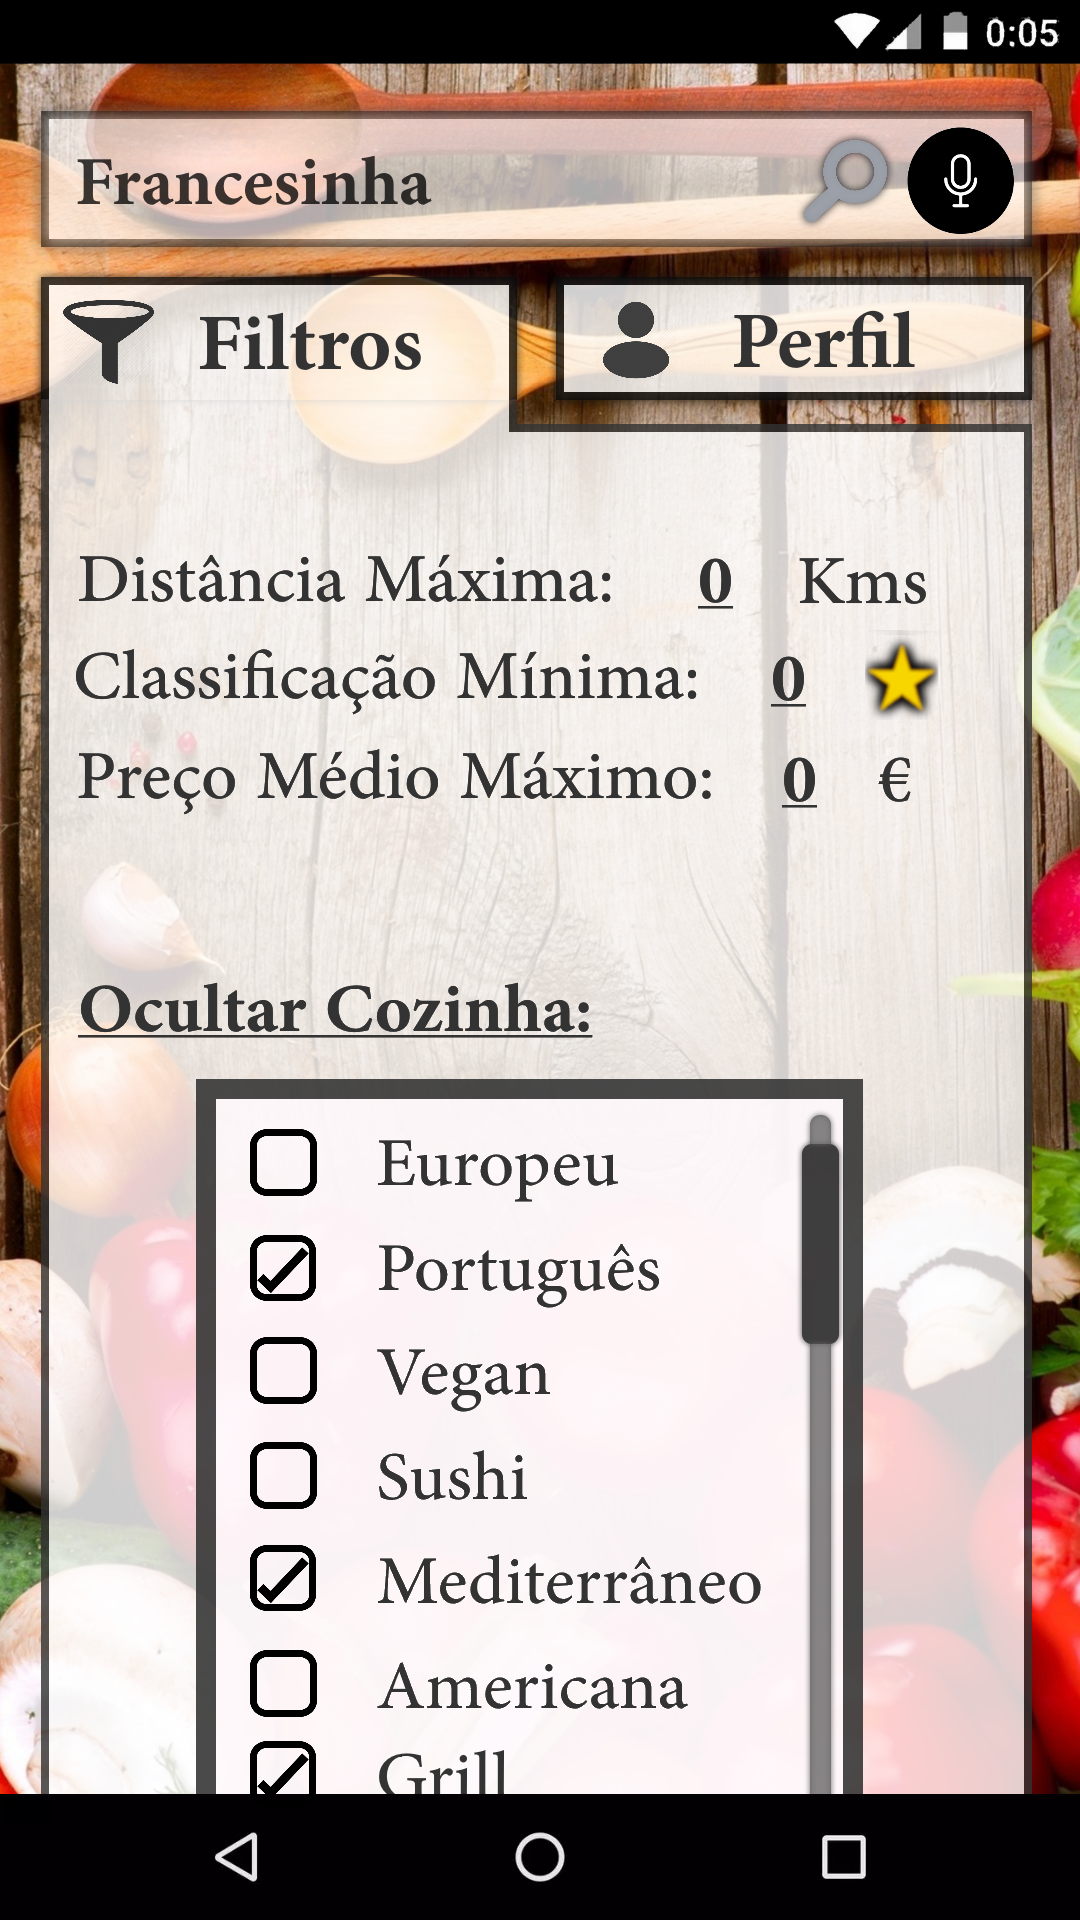 0:05
Francesinha
Filtros
Perfil
Distância Máxima: 0 Kms
Classificação Mínima: 0
Preço Médio Máximo: 0 €
Ocultar Cozinha:
Europeu
Português
Vegan
Sushi
Mediterrâneo
Americana
Grill